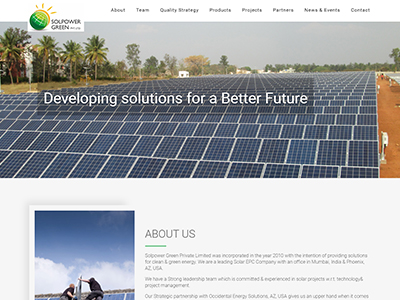 SOLPOWER
GREEN PVT LTD
About Team Quality Strategy Products Projects Partners News & Events Contact
Developing solutions for a Better Future
ABOUT US
Solpower Green Private Limited was incorporated in the year 2010 with the intention of providing solutions
for clean & green energy. We are a leading Solar EPC Company with an office in Mumbai, India & Phoenix,
AZ, USA.
We have a Strong leadership team which is committed & experienced in solar projects w.r.t. technology&
project management.
Our Strategic partnership with Occidental Energy Solutions, AZ, USA gives us an upper hand when it comes